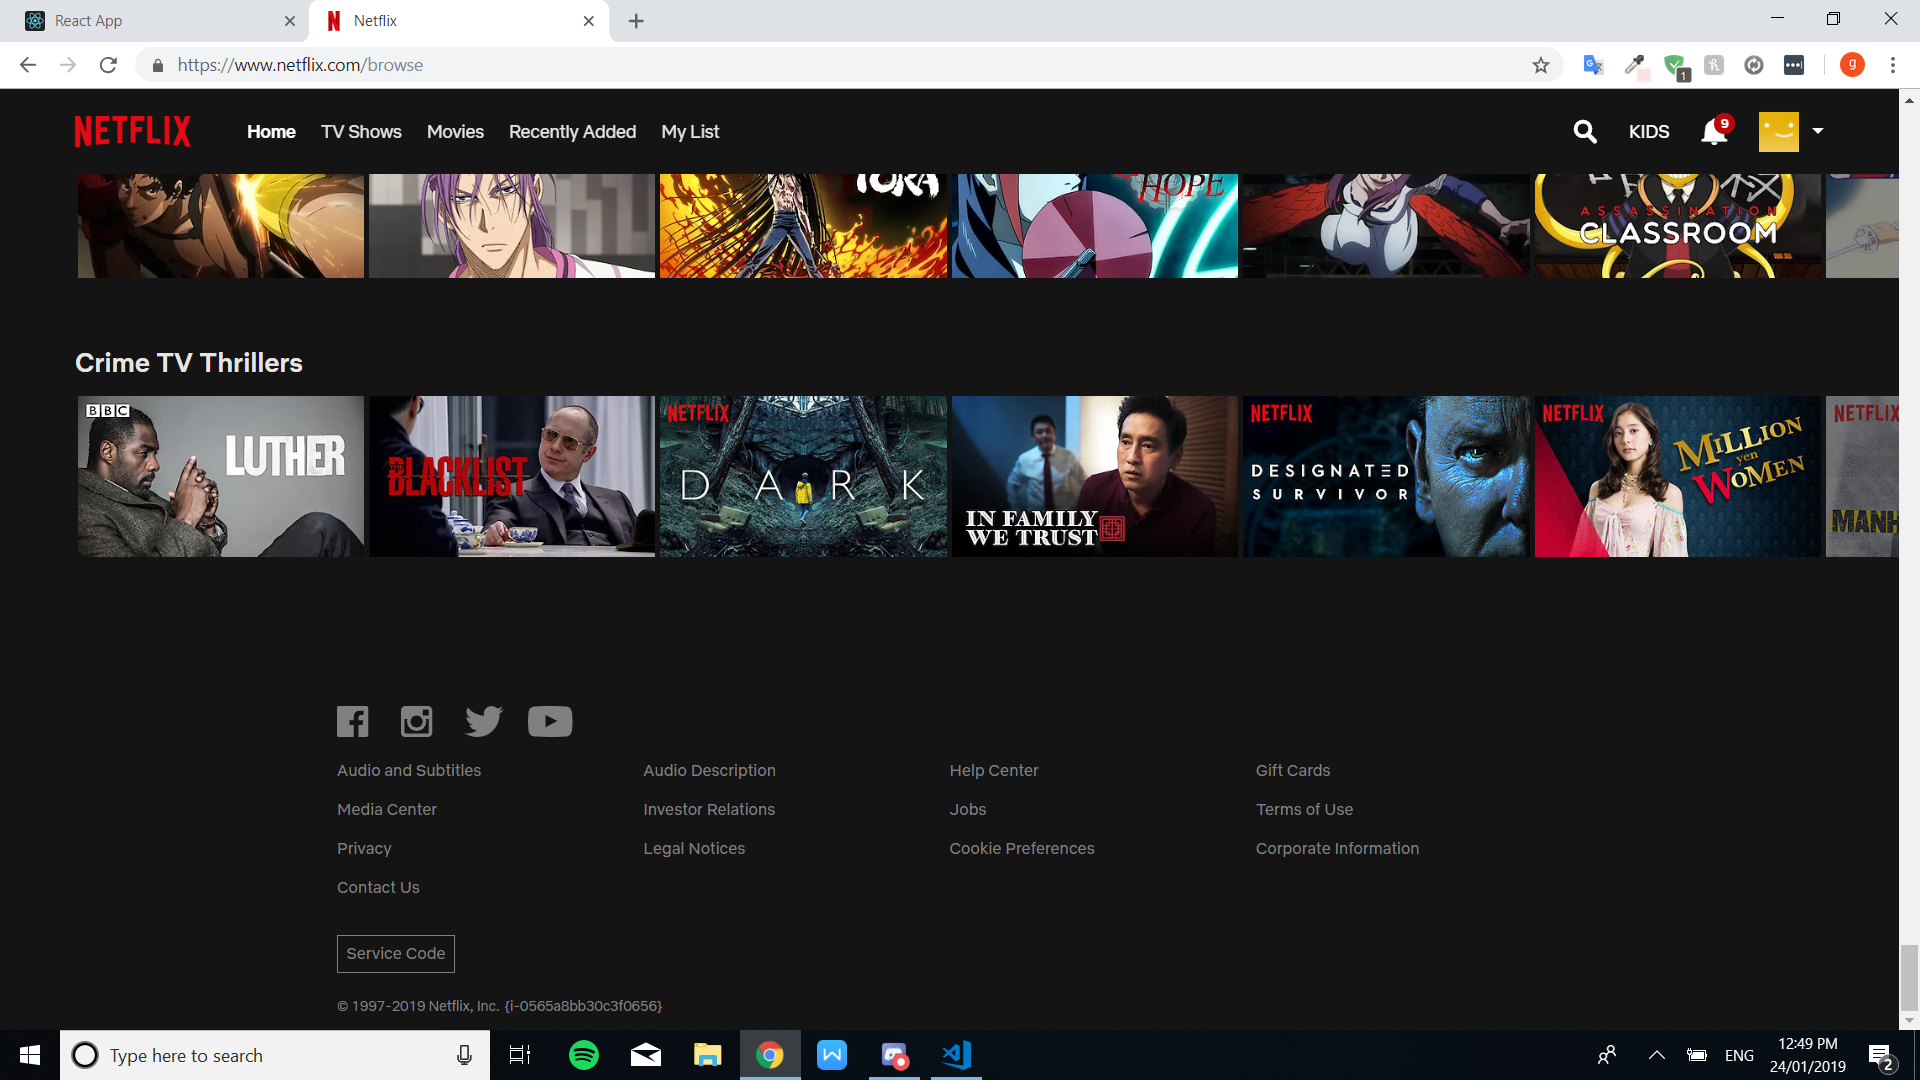 React App
Netflix
https://www.netflix.com/browse
1
g
NETFLIX
Home TV Shows Movies Recently Added My List
KIDS
9
HOPE
ASSASSINATION
CLASSROOM
Crime TV Thrillers
BBC
LUTHER
THE
BLACKLIST
NETFLIX
DARK
IN FAMILY
WE TRUST
NETFLIX
DESIGNATED
SURVIVOR
NETFLIX
MILLION
yen
WOMEN
NETFLIX
MANH
Audio and Subtitles Audio Description Help Center Gift Cards
Media Center Investor Relations Jobs Terms of Use
Privacy Legal Notices Cookie Preferences Corporate Information
Contact Us
Service Code
© 1997-2019 Netflix, Inc. {i-0565a8bb30c3f0656}
Type here to search
ENG
12:49 PM
24/01/2019
2